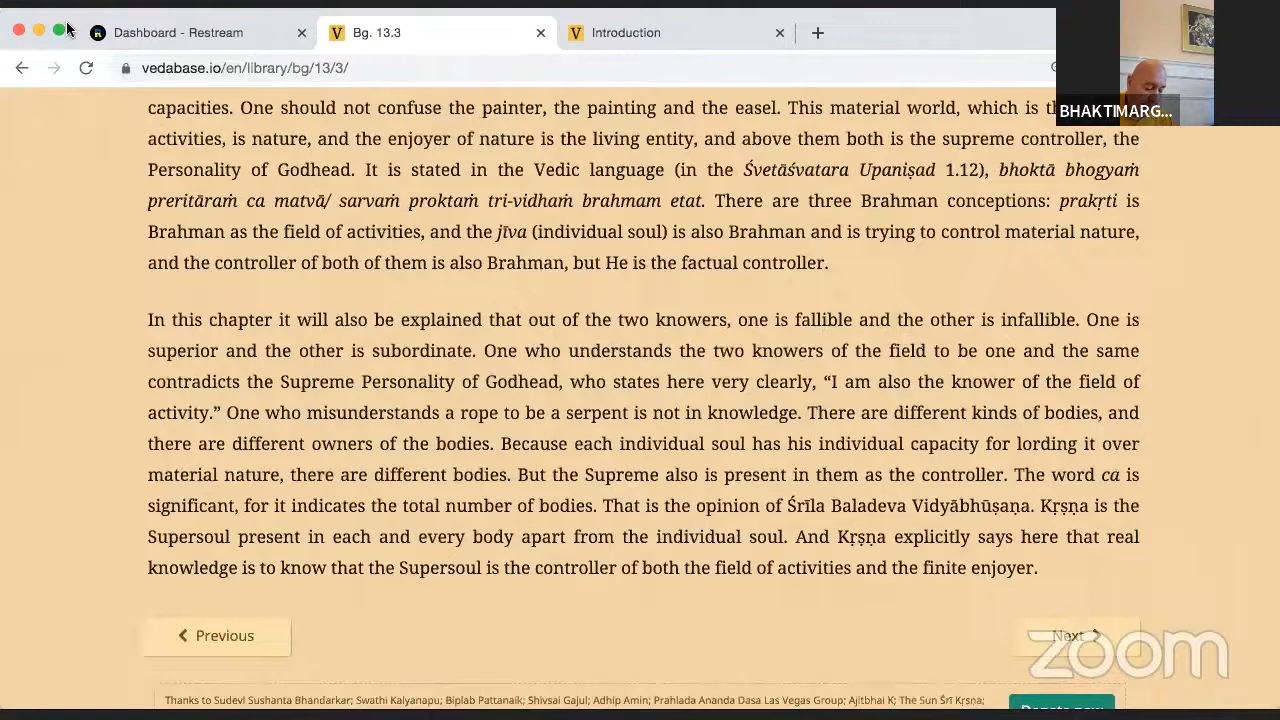 Dashboard - Restream
Bg. 13.3
Introduction
vedabase.io/en/library/bg/13/3/
BHAKTIMARG...
capacities. One should not confuse the painter, the painting and the easel. This material world, which is
activities, is nature, and the enjoyer of nature is the living entity, and above them both is the supreme controller, the
Personality of Godhead. It is stated in the Vedic language (in the Śvetāśvatara Upaniṣad 1.12), bhoktā bhogyaṁ
preritāraṁ ca matvā/ sarvaṁ proktaṁ tri-vidhaṁ brahmam etat. There are three Brahman conceptions: prakṛti is
Brahman as the field of activities, and the jīva (individual soul) is also Brahman and is trying to control material nature,
and the controller of both of them is also Brahman, but He is the factual controller.
In this chapter it will also be explained that out of the two knowers, one is fallible and the other is infallible. One is
superior and the other is subordinate. One who understands the two knowers of the field to be one and the same
contradicts the Supreme Personality of Godhead, who states here very clearly, “I am also the knower of the field of
activity.” One who misunderstands a rope to be a serpent is not in knowledge. There are different kinds of bodies, and
there are different owners of the bodies. Because each individual soul has his individual capacity for lording it over
material nature, there are different bodies. But the Supreme also is present in them as the controller. The word ca is
significant, for it indicates the total number of bodies. That is the opinion of Śrīla Baladeva Vidyābhūṣaṇa. Kṛṣṇa is the
Supersoul present in each and every body apart from the individual soul. And Kṛṣṇa explicitly says here that real
knowledge is to know that the Supersoul is the controller of both the field of activities and the finite enjoyer.
Previous
Next
zoom
Thanks to Sudevi Sushanta Bhandarkar; Swathi Kalyanapu; Biplab Pattanaik; Shivsai Gajul; Adhip Amin; Prahlada Ananda Dasa Las Vegas Group; Ajitbhai K; The Sun Śrī Kṛṣṇa;
Donate now